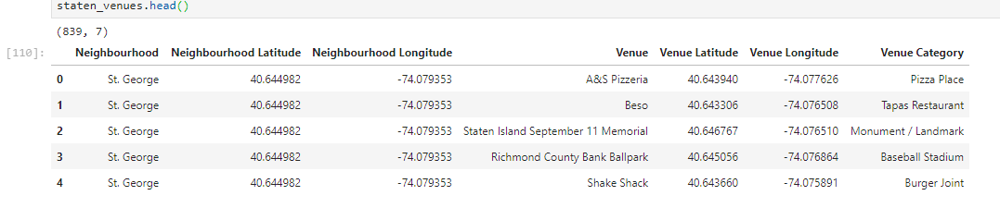 staten_venues.head()
(839, 7)
[110]:
Neighbourhood Neighbourhood Latitude Neighbourhood Longitude Venue Venue Latitude Venue Longitude Venue Category
0 St. George 40.644982 -74.079353 A&S Pizzeria 40.643940 -74.077626 Pizza Place
1 St. George 40.644982 -74.079353 Beso 40.643306 -74.076508 Tapas Restaurant
2 St. George 40.644982 -74.079353 Staten Island September 11 Memorial 40.646767 -74.076510 Monument / Landmark
3 St. George 40.644982 -74.079353 Richmond County Bank Ballpark 40.645056 -74.076864 Baseball Stadium
4 St. George 40.644982 -74.079353 Shake Shack 40.643660 -74.075891 Burger Joint